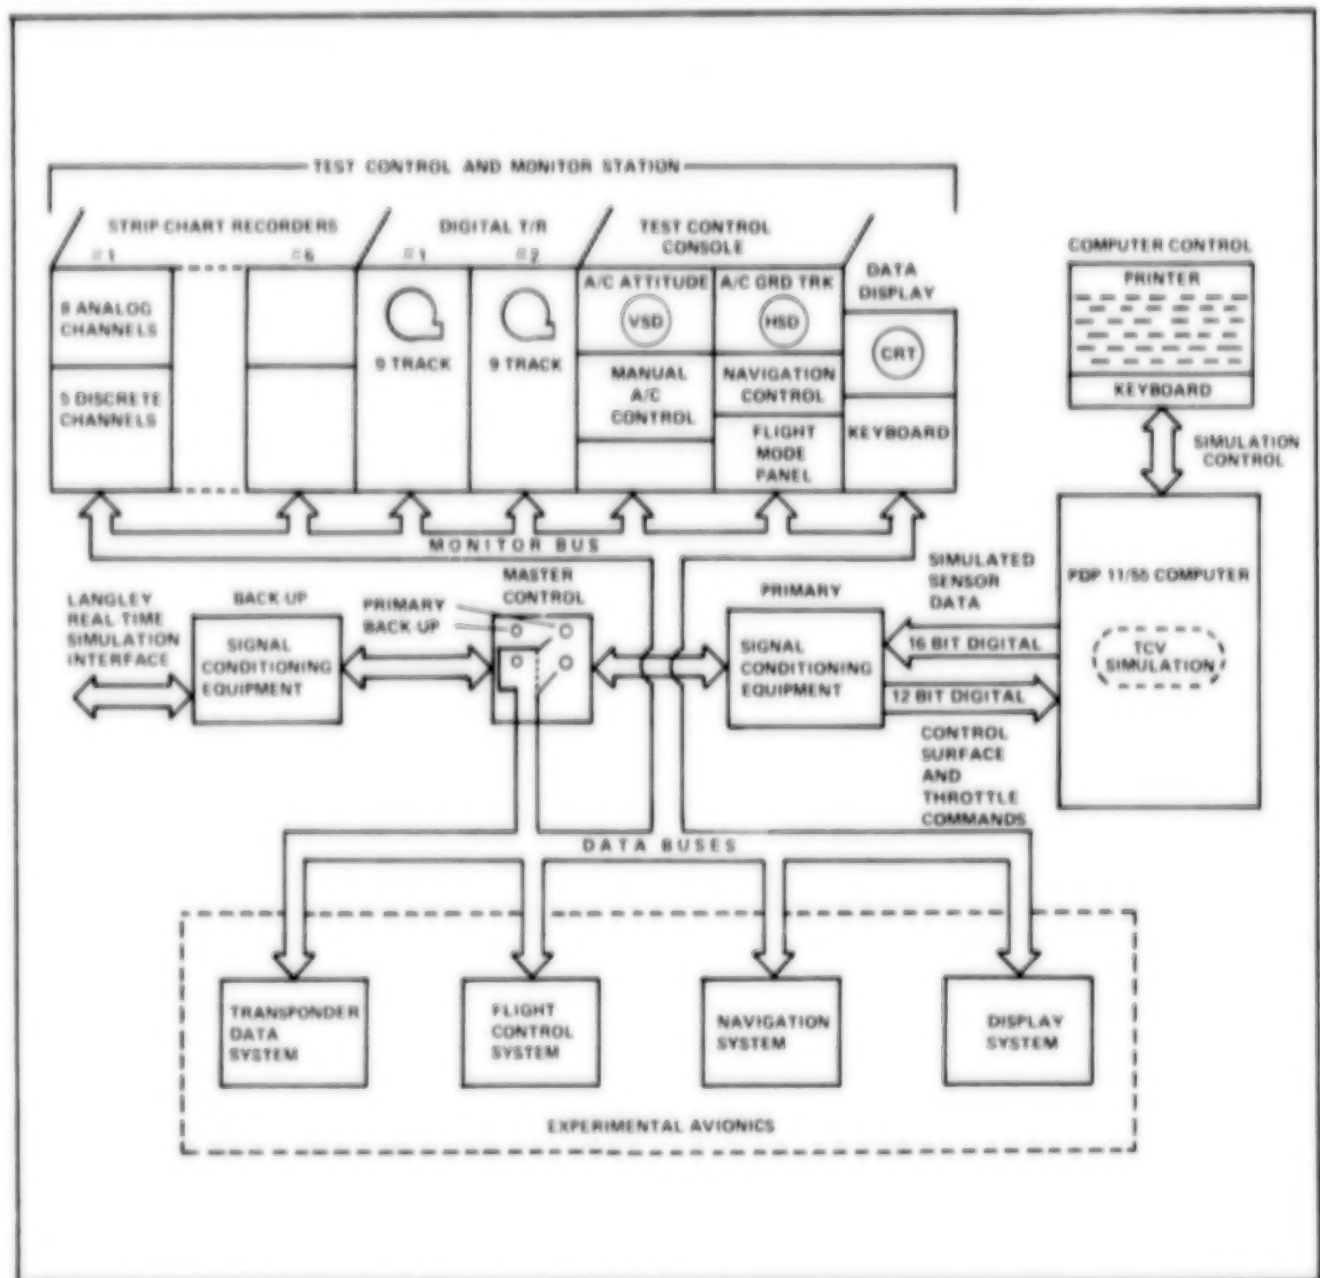 TEST CONTROL AND MONITOR STATION
STRIP CHART RECORDERS
#1
#6
DIGITAL T/R
#1
#2
TEST CONTROL
CONSOLE
DATA
DISPLAY
8 ANALOG
CHANNELS
5 DISCRETE
CHANNELS
9 TRACK
9 TRACK
A/C ATTITUDE
VSD
MANUAL
A/C
CONTROL
A/C GRD TRK
HSD
NAVIGATION
CONTROL
FLIGHT
MODE
PANEL
CRT
KEYBOARD
COMPUTER CONTROL
PRINTER
KEYBOARD
SIMULATION
CONTROL
MONITOR BUS
LANGLEY
REAL-TIME
SIMULATION
INTERFACE
BACK-UP
SIGNAL
CONDITIONING
EQUIPMENT
PRIMARY
BACK-UP
MASTER
CONTROL
PRIMARY
SIGNAL
CONDITIONING
EQUIPMENT
SIMULATED
SENSOR
DATA
16 BIT DIGITAL
12 BIT DIGITAL
CONTROL
SURFACE
AND
THROTTLE
COMMANDS
PDP 11/55 COMPUTER
TCV
SIMULATION
DATA BUSES
TRANSPONDER
DATA
SYSTEM
FLIGHT
CONTROL
SYSTEM
NAVIGATION
SYSTEM
DISPLAY
SYSTEM
EXPERIMENTAL AVIONICS